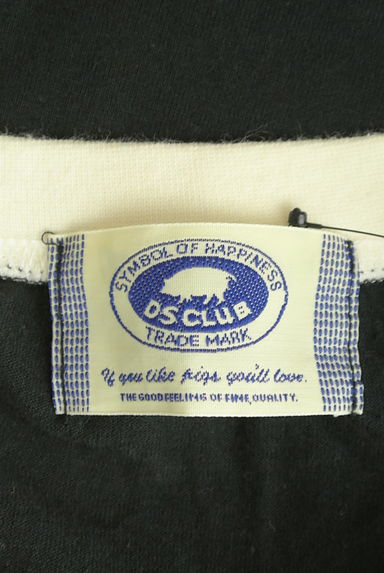 SYMBOL OF HAPPINESS
DS CLUB
TRADE MARK
If you like pigs you'll love.
THE GOOD FEELING OF FINE, QUALITY.